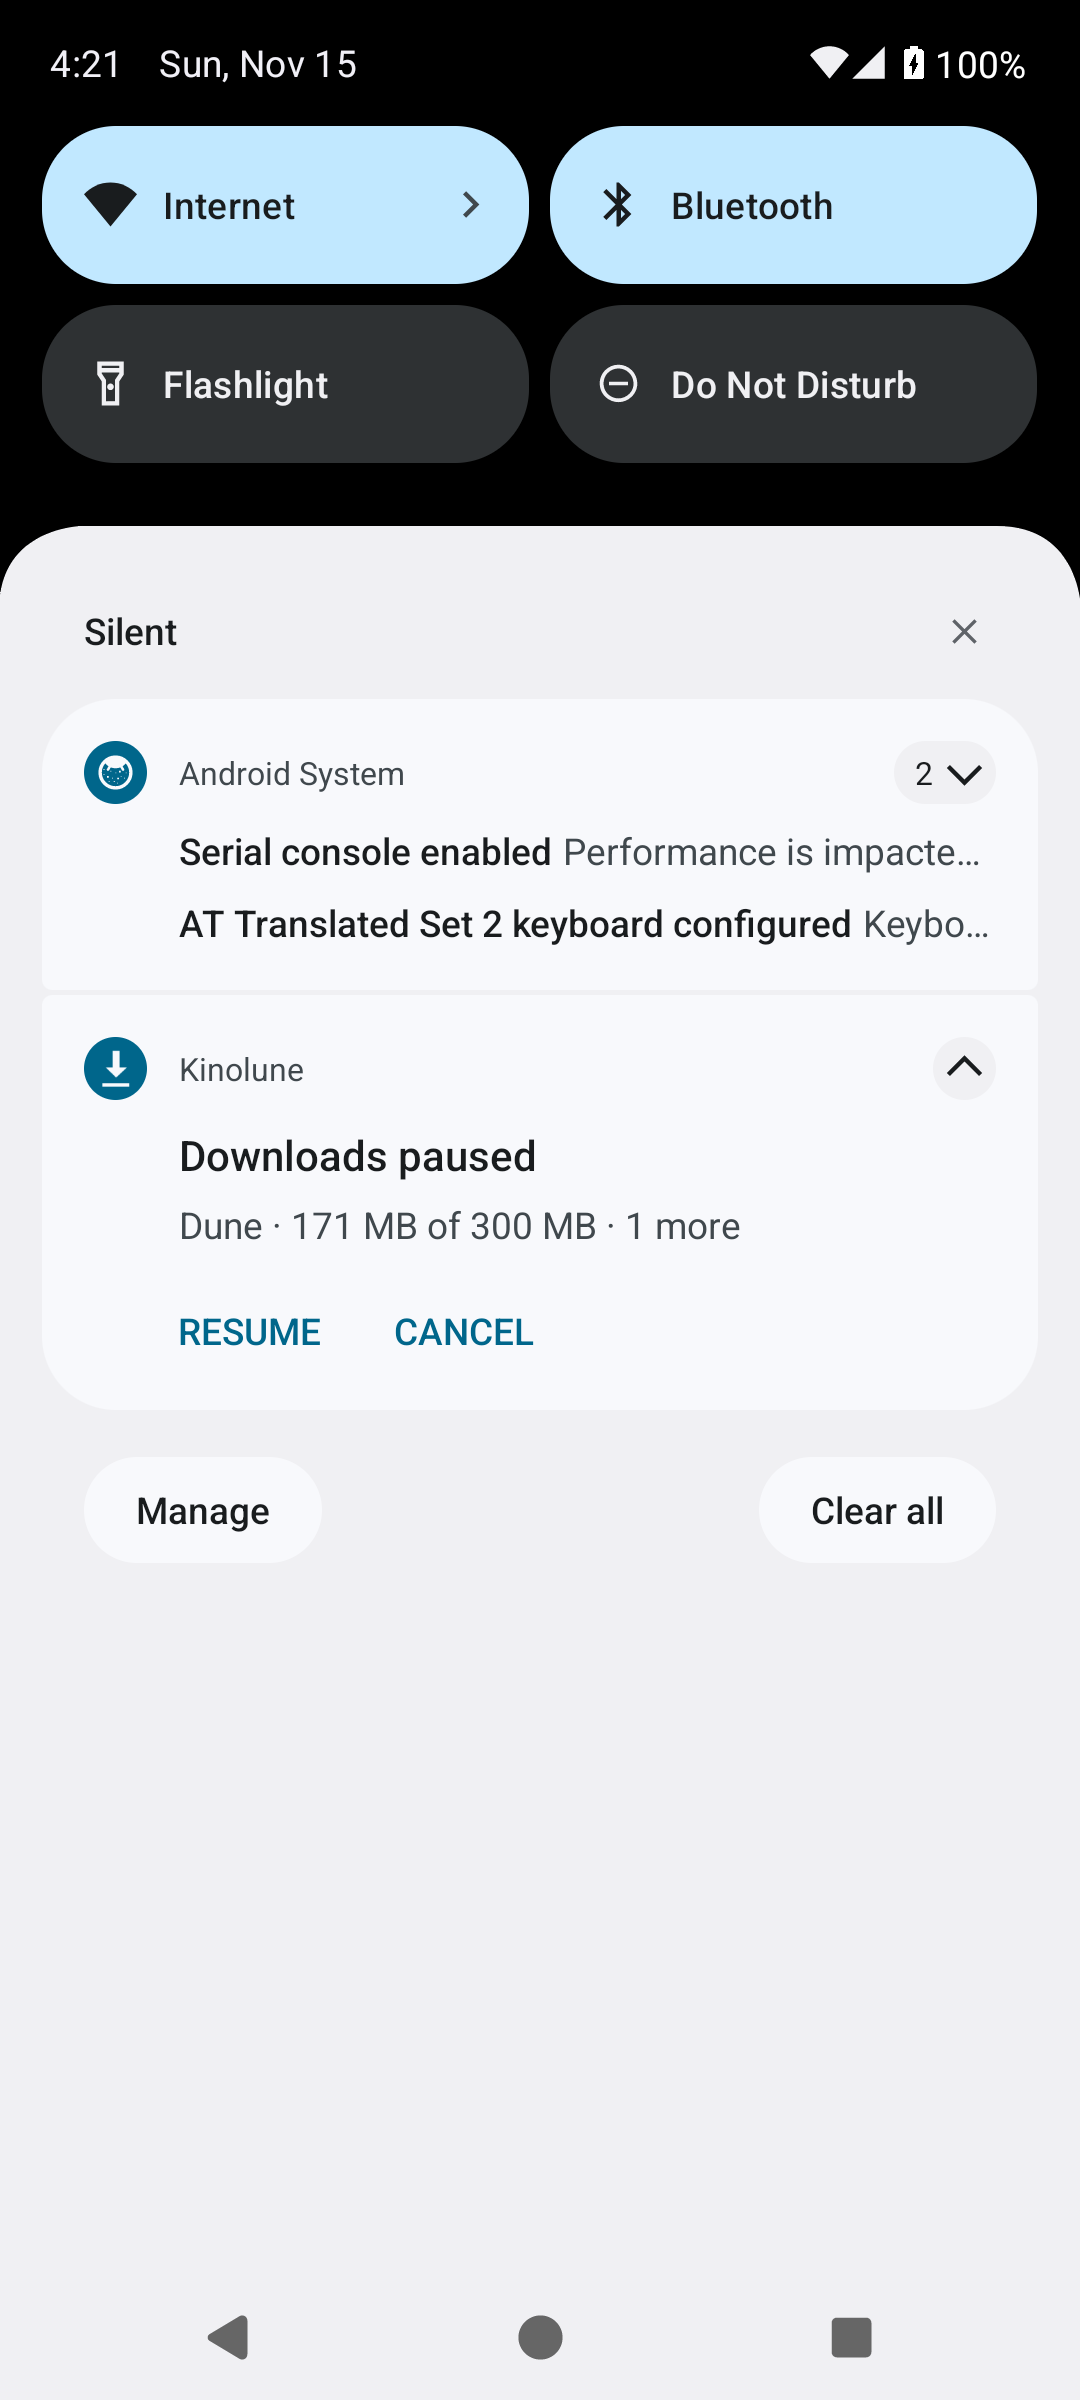 4:21 Sun, Nov 15 100%
Internet Bluetooth
Flashlight Do Not Disturb
Silent
Android System 2
Serial console enabled Performance is impacte…
AT Translated Set 2 keyboard configured Keybo…
Kinolune
Downloads paused
Dune · 171 MB of 300 MB · 1 more
RESUME CANCEL
Manage Clear all